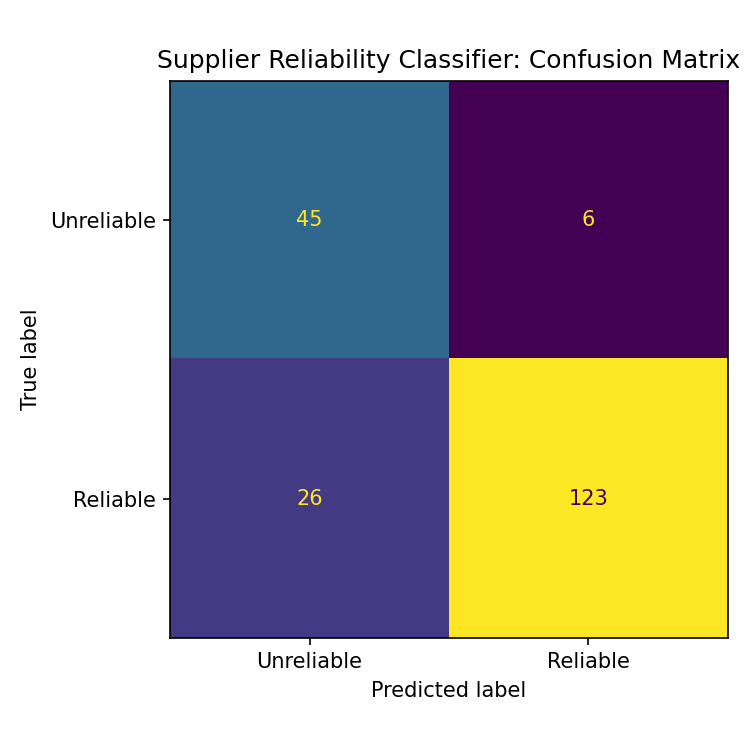 Supplier Reliability Classifier: Confusion Matrix
True label
Unreliable
45
6
Reliable
26
123
Unreliable
Reliable
Predicted label